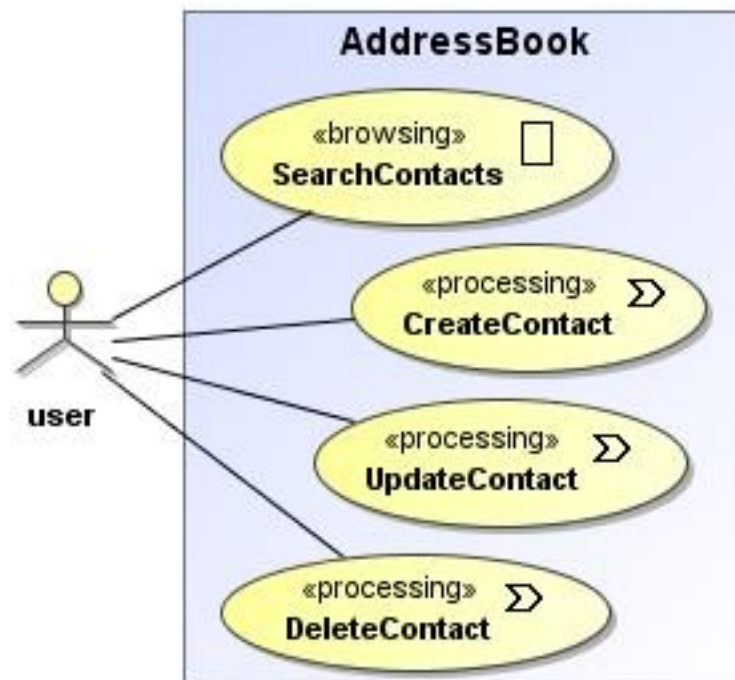 AddressBook
«browsing»
SearchContacts
«processing»
CreateContact
user
«processing»
UpdateContact
«processing»
DeleteContact